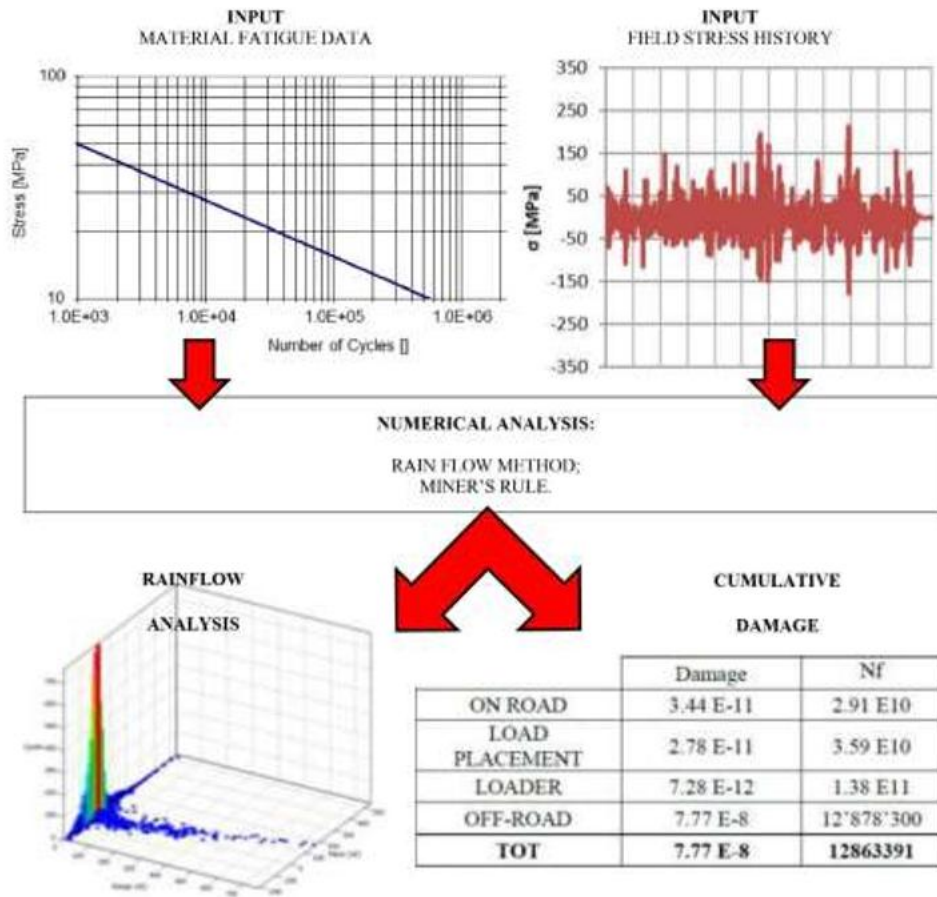 INPUT
MATERIAL FATIGUE DATA
INPUT
FIELD STRESS HISTORY
100
10
Stress [MPa]
1.0E+03
1.0E+04
1.0E+05
1.0E+06
Number of Cycles []
350
250
150
50
-50
-150
-250
-350
σ [MPa]
NUMERICAL ANALYSIS:
RAIN FLOW METHOD;
MINER'S RULE.
RAINFLOW
ANALYSIS
CUMULATIVE
DAMAGE
Damage Nf
ON ROAD 3.44 E-11 2.91 E10
LOAD
PLACEMENT 2.78 E-11 3.59 E10
LOADER 7.28 E-12 1.38 E11
OFF-ROAD 7.77 E-8 12'878'300
TOT 7.77 E-8 12863391